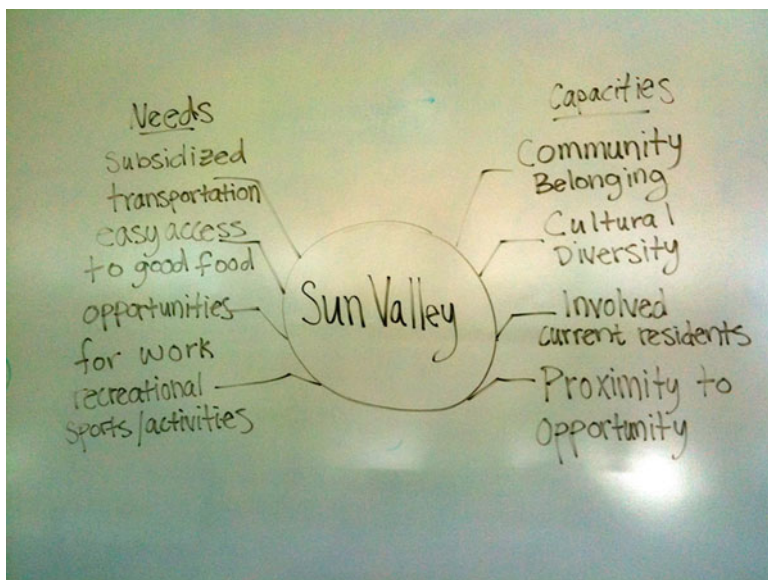 Needs
subsidized
transportation
easy access
to good food
opportunities
for work
recreational
sports/activities
Sun Valley
Capacities
Community
Belonging
Cultural
Diversity
Involved
current residents
Proximity to
Opportunity